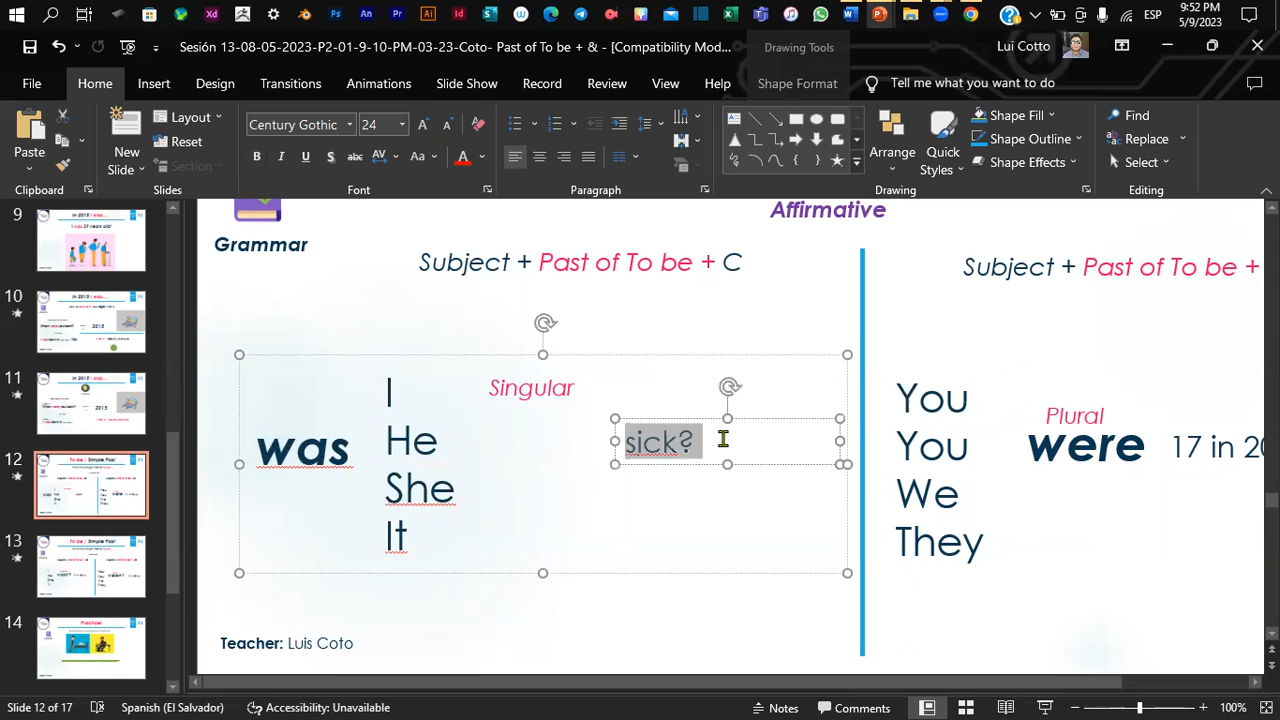 9:52 PM
ESP
5/9/2023
Sesión 13-08-05-2023-P2-01-9-10-PM-03-23-Coto- Past of To be + & - [Compatibility Mod...
Drawing Tools
Lui Cotto
File
Home
Insert
Design
Transitions
Animations
Slide Show
Record
Review
View
Help
Shape Format
Tell me what you want to do
Paste
New Slide
Layout
Reset
Section
Century Gothic
24
Arrange
Quick Styles
Shape Fill
Shape Outline
Shape Effects
Find
Replace
Select
Clipboard
Slides
Font
Paragraph
Drawing
Editing
9
10
11
12
13
14
Affirmative
Grammar
Subject + Past of To be + C
Subject + Past of To be +
Singular
I
He
She
It
was
sick?
You
You
We
They
Plural
were
17 in 20
Teacher: Luis Coto
Slide 12 of 17
Spanish (El Salvador)
Accessibility: Unavailable
Notes
Comments
100%